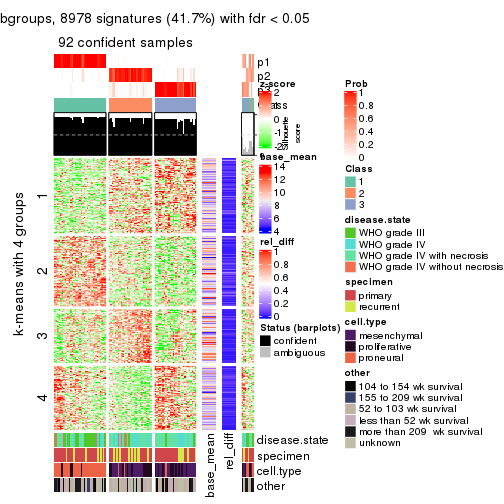 bgroups, 8978 signatures (41.7%) with fdr < 0.05
92 confident samples
p1
p2
z-score
2
0
-2
Silhouette
score
base_mean
14
12
10
8
6
4
rel_diff
1
0.8
0.6
0.4
0.2
0
Status (barplots)
confident
ambiguous
k-means with 4 groups
1
2
3
4
base_mean
rel_diff
disease.state
specimen
cell.type
other
Prob
1
0.8
0.6
0.4
0.2
0
Class
1
2
3
disease.state
WHO grade III
WHO grade IV
WHO grade IV with necrosis
WHO grade IV without necrosis
specimen
primary
recurrent
cell.type
mesenchymal
proliferative
proneural
other
104 to 154 wk survival
155 to 209 wk survival
52 to 103 wk survival
less than 52 wk survival
more than 209 wk survival
unknown